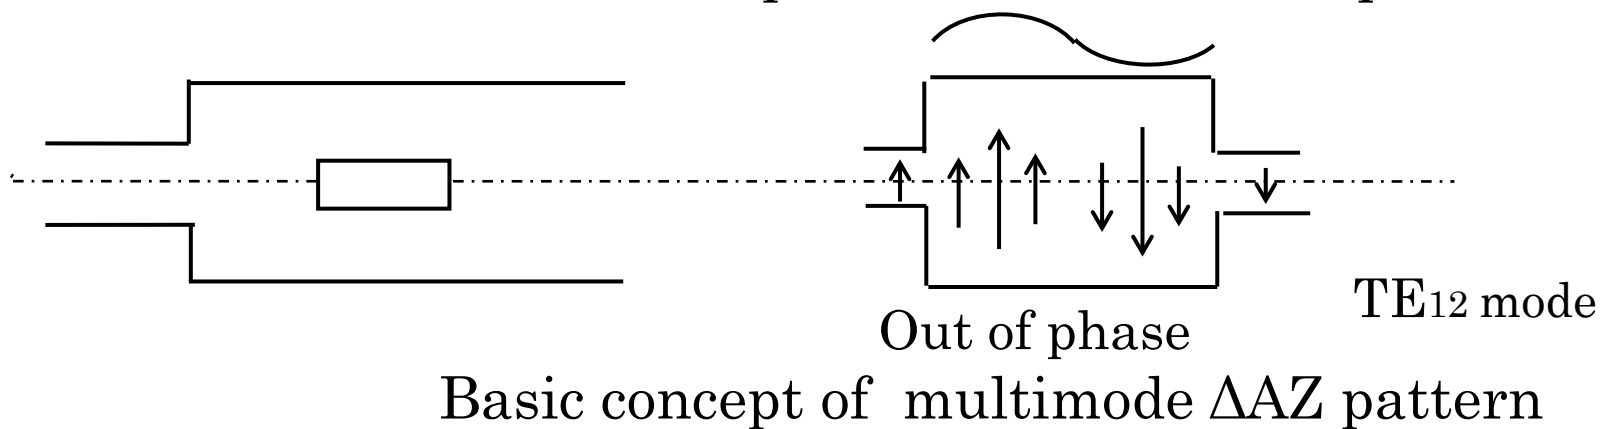 TE12 mode
Out of phase
Basic concept of multimode ΔAZ pattern